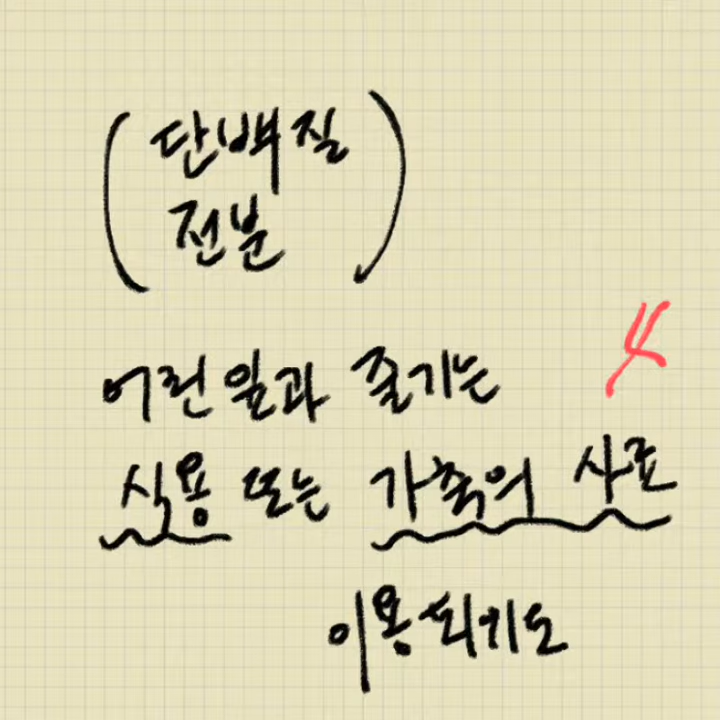 (단백질
전분)
어린잎과 줄기는
식용 또는 가축의 사료
이용되기도